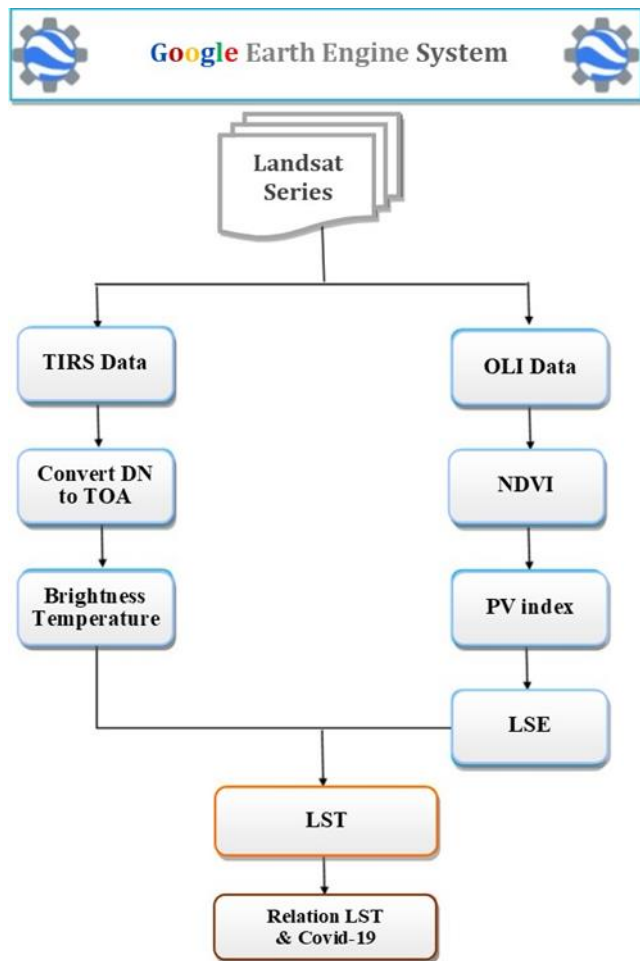 Google Earth Engine System
Landsat
Series
TIRS Data
Convert DN
to TOA
Brightness
Temperature
OLI Data
NDVI
PV index
LSE
LST
Relation LST
& Covid-19